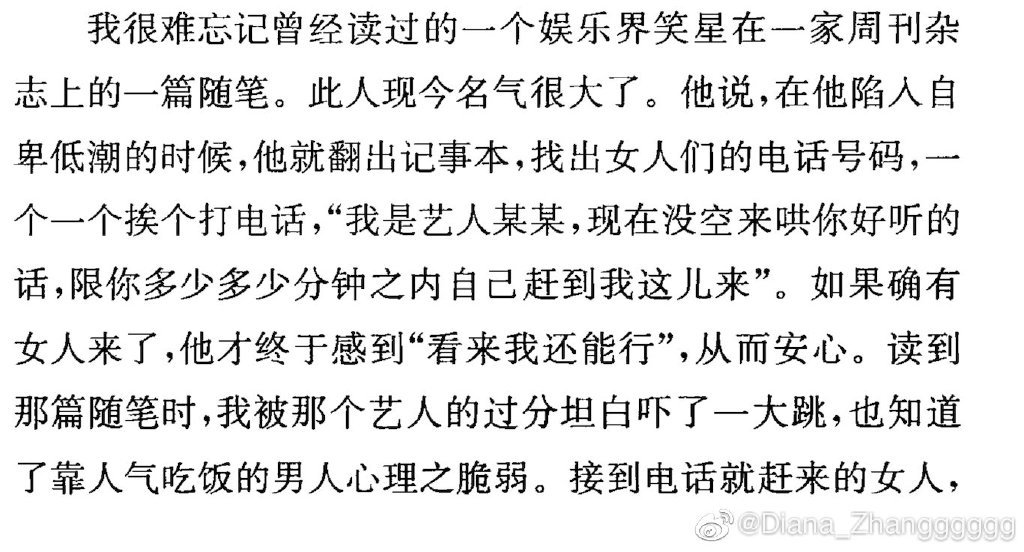 我很难忘记曾经读过的一个娱乐界笑星在一家周刊杂
志上的一篇随笔。此人现今名气很大了。他说，在他陷入自
卑低潮的时候，他就翻出记事本，找出女人们的电话号码，一
个一个挨个打电话，“我是艺人某某，现在没空来哄你好听的
话，限你多少多少分钟之内自己赶到我这儿来”。如果确有
女人来了，他才终于感到“看来我还能行”，从而安心。读到
那篇随笔时，我被那个艺人的过分坦白吓了一大跳，也知道
了靠人气吃饭的男人心理之脆弱。接到电话就赶来的女人，
@Diana_Zhangggggg